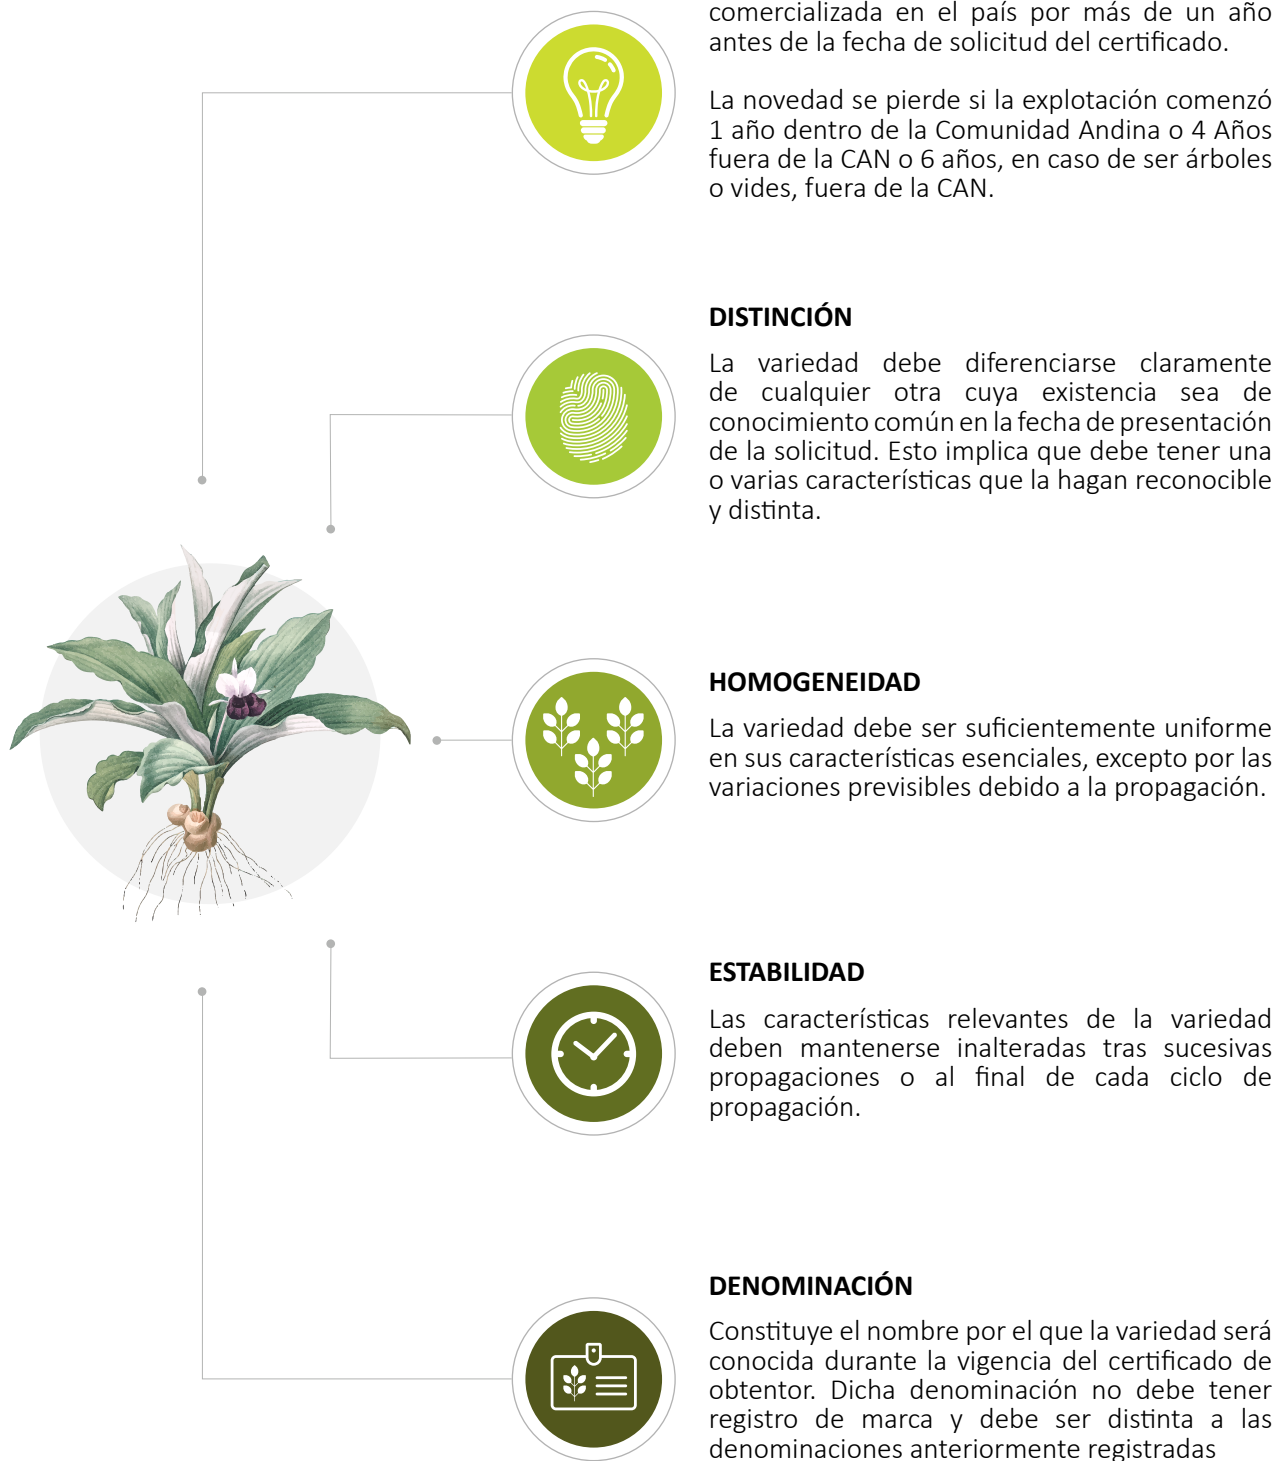 comercializada en el país por más de un año
antes de la fecha de solicitud del certificado.
La novedad se pierde si la explotación comenzó
1 año dentro de la Comunidad Andina o 4 Años
fuera de la CAN o 6 años, en caso de ser árboles
o vides, fuera de la CAN.
DISTINCIÓN
La variedad debe diferenciarse claramente
de cualquier otra cuya existencia sea de
conocimiento común en la fecha de presentación
de la solicitud. Esto implica que debe tener una
o varias características que la hagan reconocible
y distinta.
HOMOGENEIDAD
La variedad debe ser suficientemente uniforme
en sus características esenciales, excepto por las
variaciones previsibles debido a la propagación.
ESTABILIDAD
Las características relevantes de la variedad
deben mantenerse inalteradas tras sucesivas
propagaciones o al final de cada ciclo de
propagación.
DENOMINACIÓN
Constituye el nombre por el que la variedad será
conocida durante la vigencia del certificado de
obtentor. Dicha denominación no debe tener
registro de marca y debe ser distinta a las
denominaciones anteriormente registradas